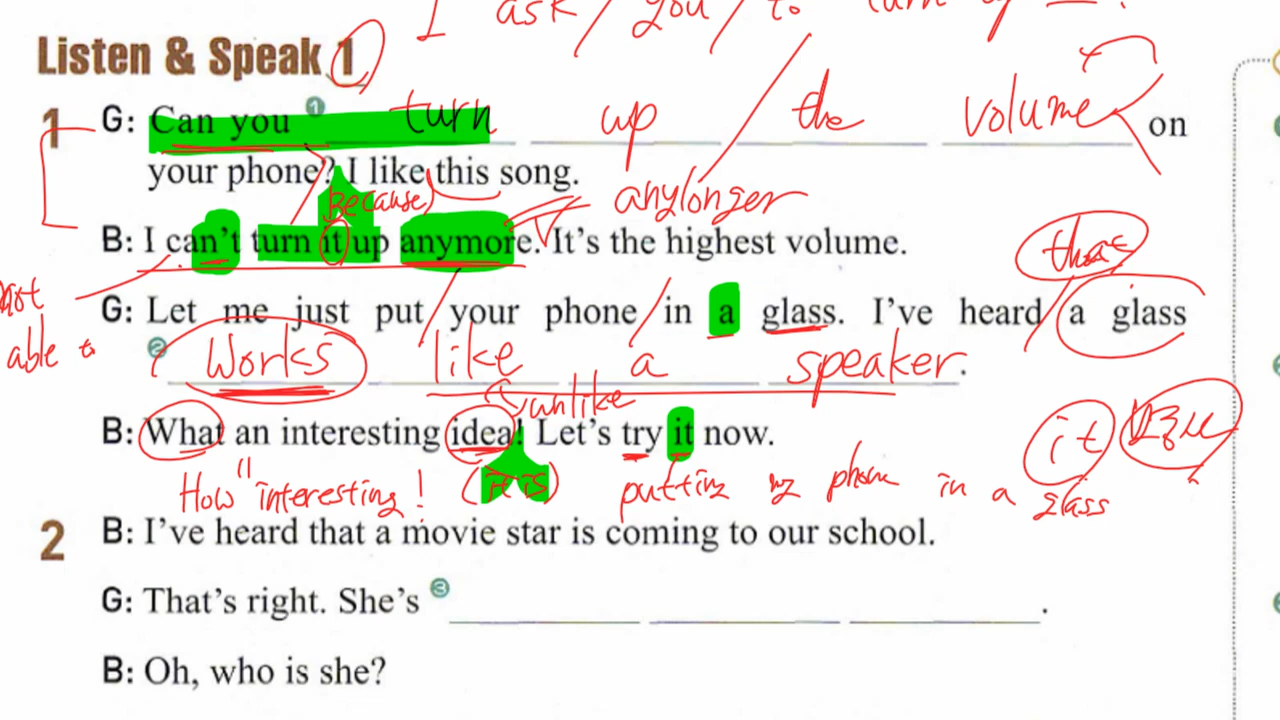 I ask / you / to turn up
Listen & Speak 1
1 G: Can you ① turn up the volume on
your phone? I like this song.
because anylonger
B: I can't turn it up anymore. It's the highest volume.
that
not
able to
G: Let me just put your phone in a glass. I've heard a glass
② works like a speaker.
unlike
B: What an interesting idea! Let's try it now.
it
How interesting! (it is) putting my phone in a glass
2 B: I've heard that a movie star is coming to our school.
G: That's right. She's ③ .
B: Oh, who is she?